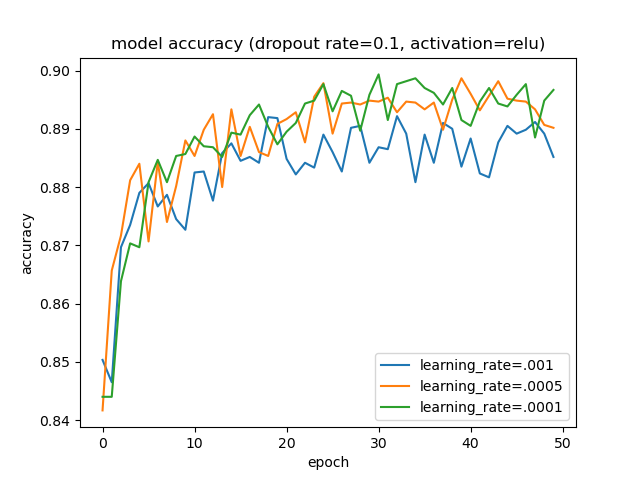 model accuracy (dropout rate=0.1, activation=relu)
0.90
0.89
0.88
0.87
0.86
0.85
0.84
accuracy
learning_rate=.001
learning_rate=.0005
learning_rate=.0001
0
10
20
30
40
50
epoch